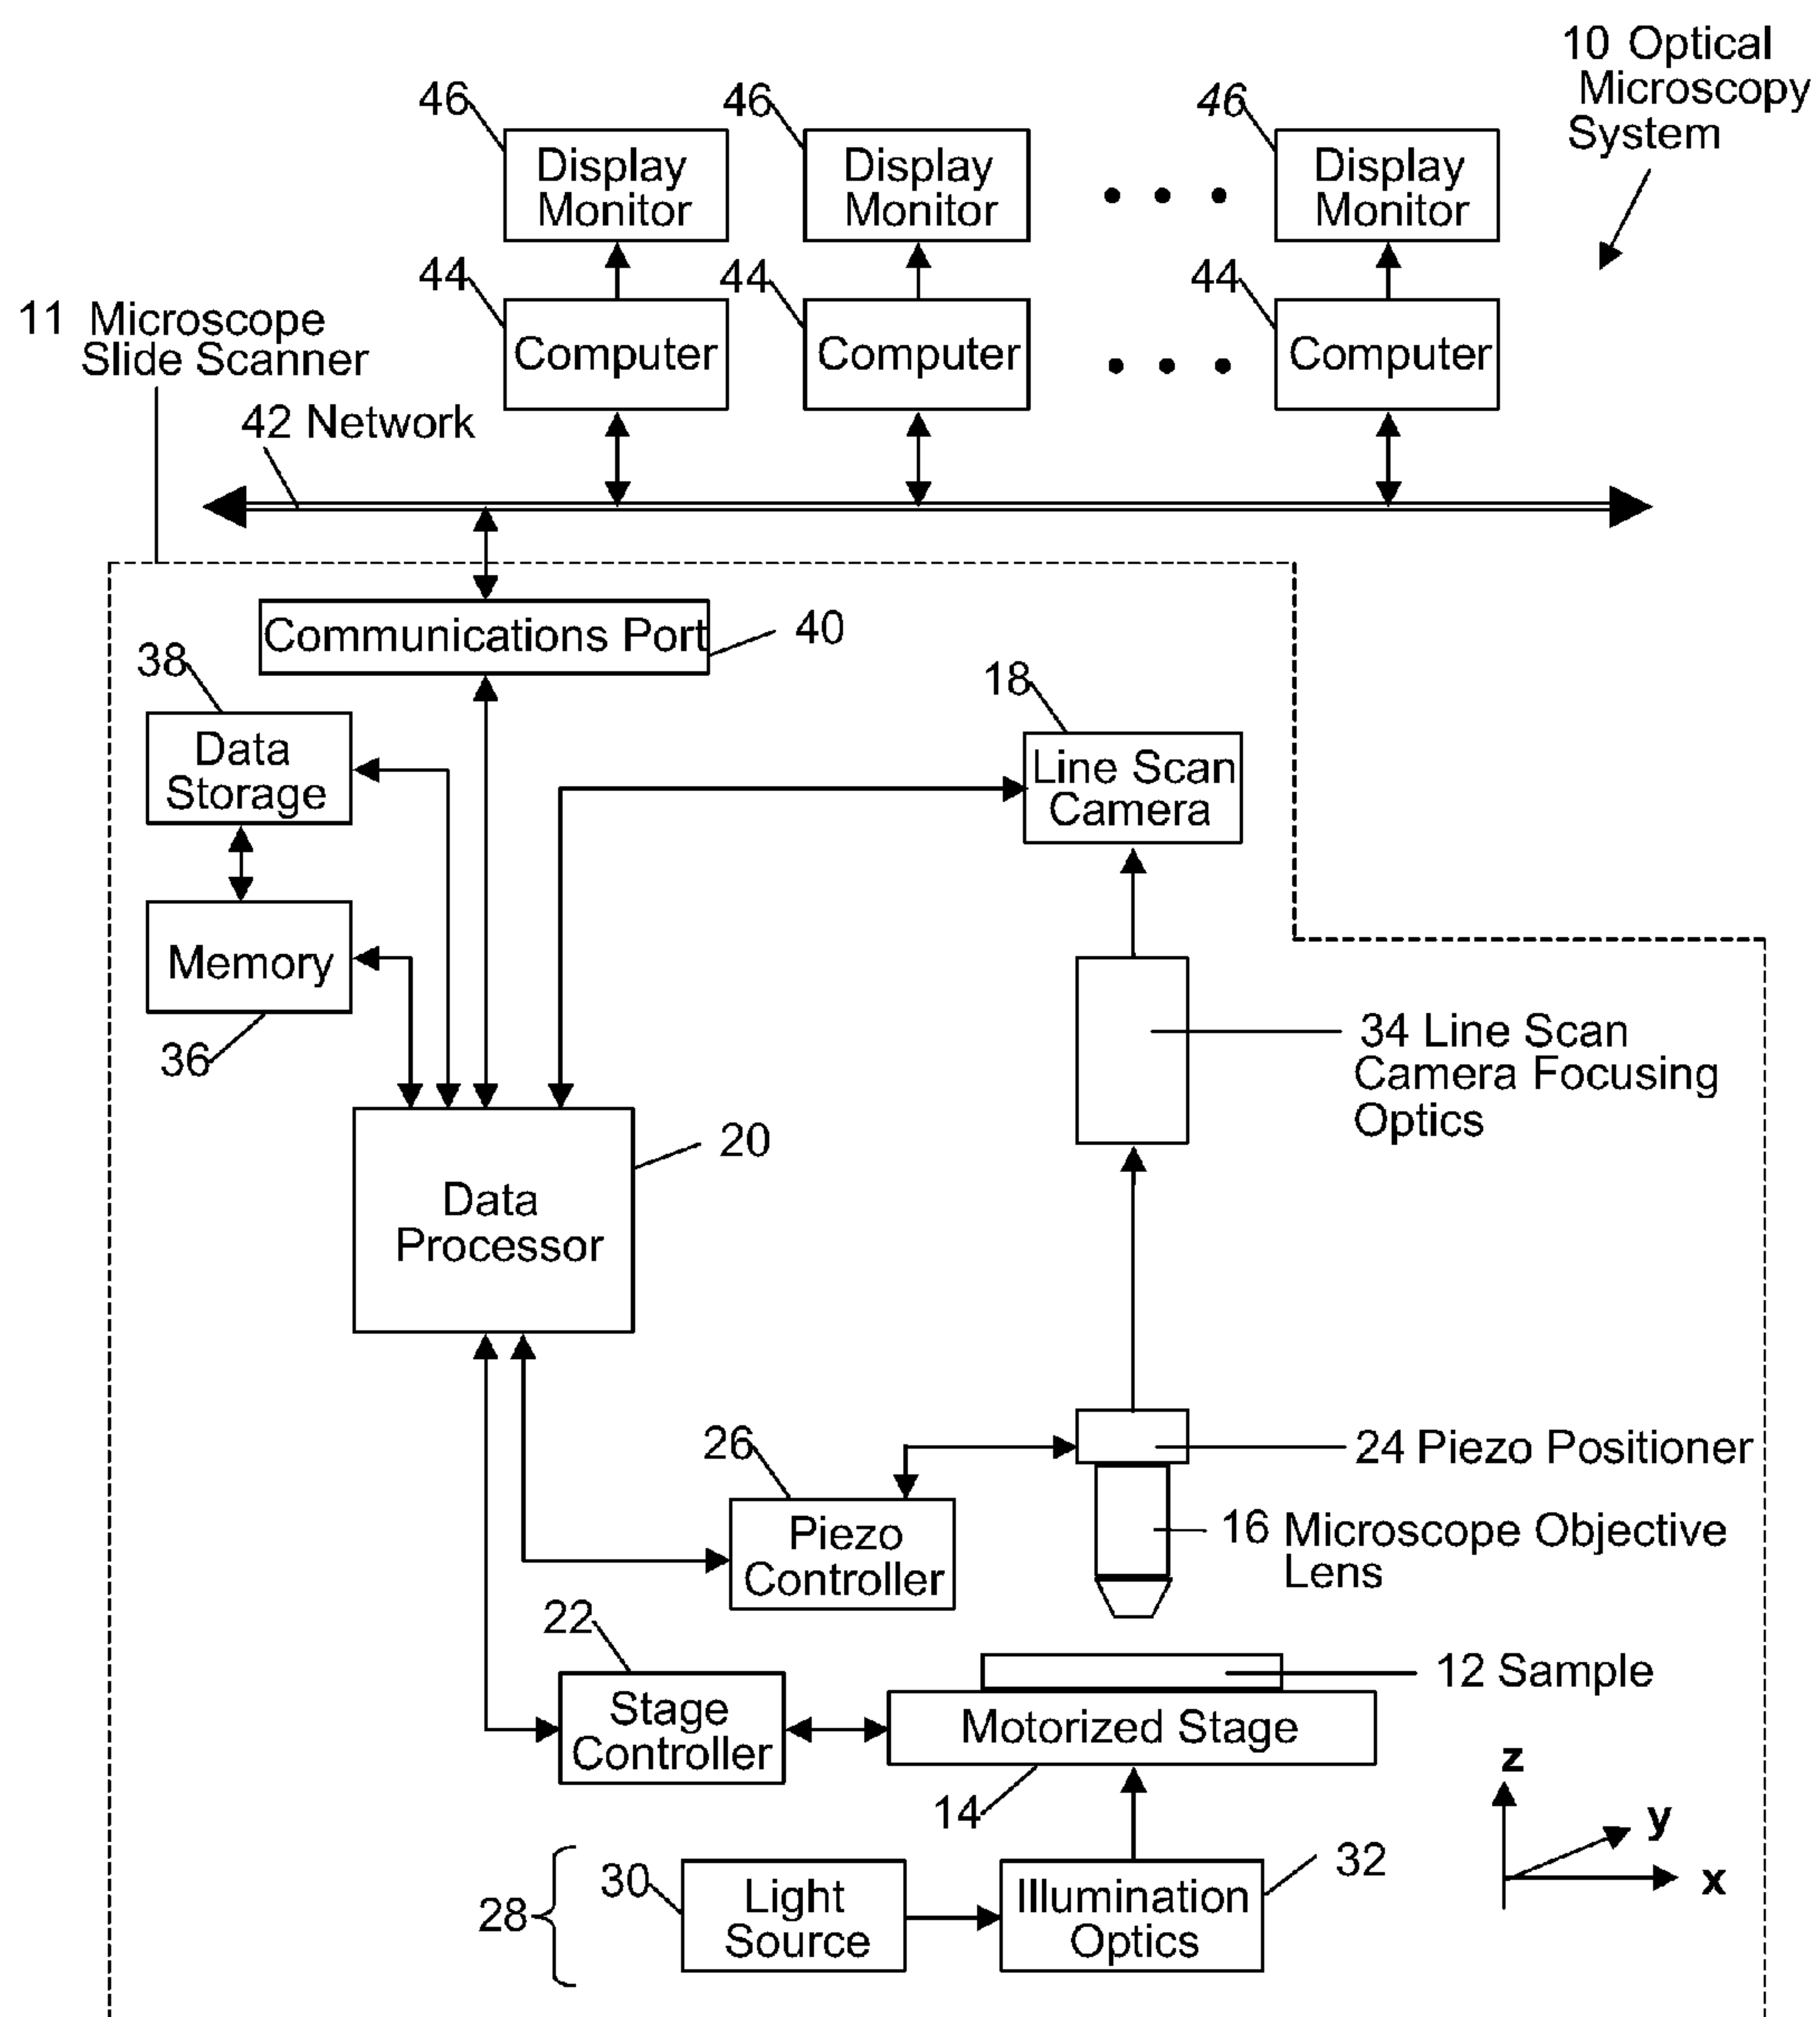 10 Optical
Microscopy
System
46
46
46
Display
Monitor
Display
Monitor
Display
Monitor
44
44
44
Computer
Computer
Computer
11 Microscope
Slide Scanner
42 Network
Communications Port
40
38
Data
Storage
18
Line Scan
Camera
Memory
36
34 Line Scan
Camera Focusing
Optics
20
Data
Processor
24 Piezo Positioner
26
Piezo
Controller
16 Microscope Objective
Lens
22
Stage
Controller
12 Sample
Motorized Stage
14
z
y
x
28
30
Light
Source
Illumination
Optics
32